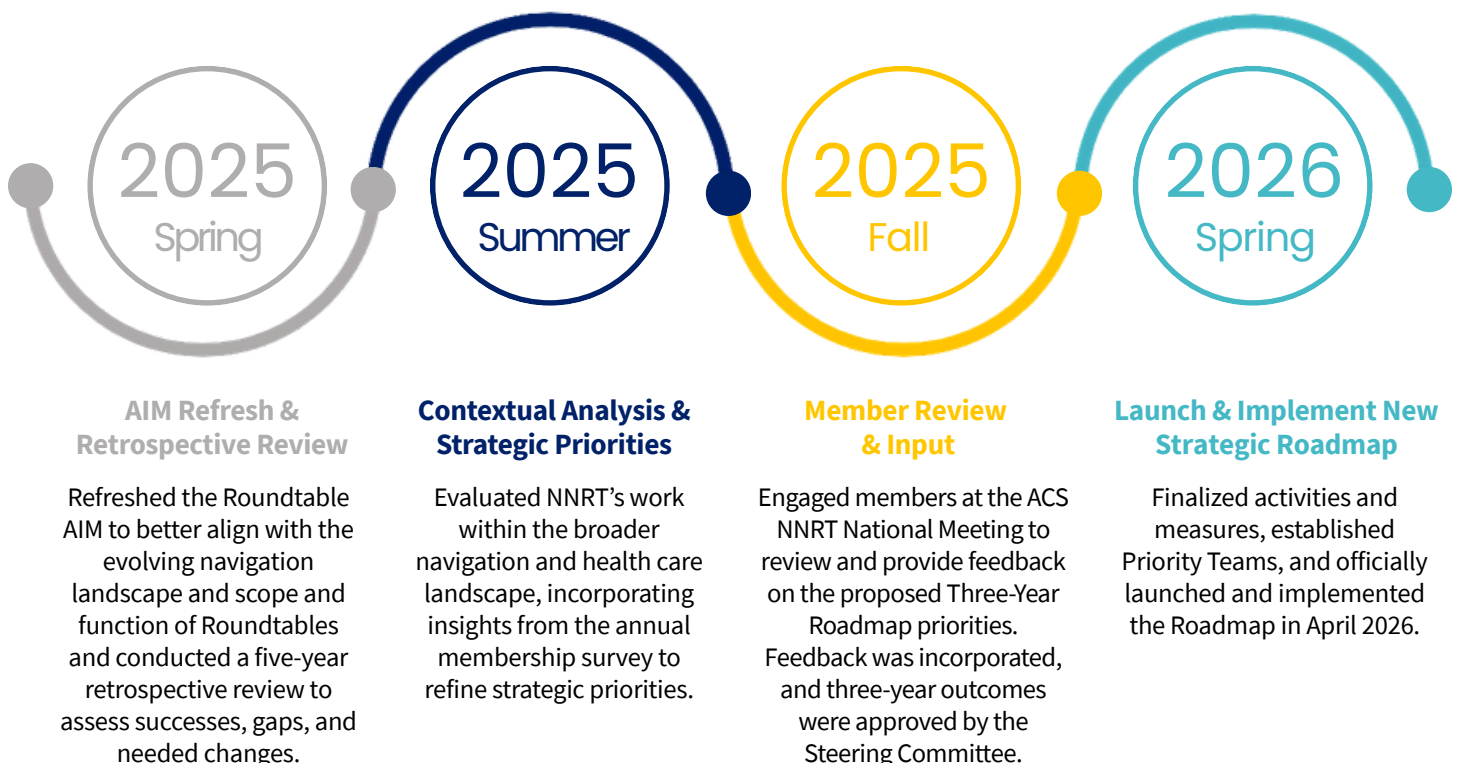 2025
Spring
2025
Summer
2025
Fall
2026
Spring
AIM Refresh &
Retrospective Review
Refreshed the Roundtable
AIM to better align with the
evolving navigation
landscape and scope and
function of Roundtables
and conducted a five-year
retrospective review to
assess successes, gaps, and
needed changes.
Contextual Analysis &
Strategic Priorities
Evaluated NNRT's work
within the broader
navigation and health care
landscape, incorporating
insights from the annual
membership survey to
refine strategic priorities.
Member Review
& Input
Engaged members at the ACS
NNRT National Meeting to
review and provide feedback
on the proposed Three-Year
Roadmap priorities.
Feedback was incorporated,
and three-year outcomes
were approved by the
Steering Committee.
Launch & Implement New
Strategic Roadmap
Finalized activities and
measures, established
Priority Teams, and officially
launched and implemented
the Roadmap in April 2026.